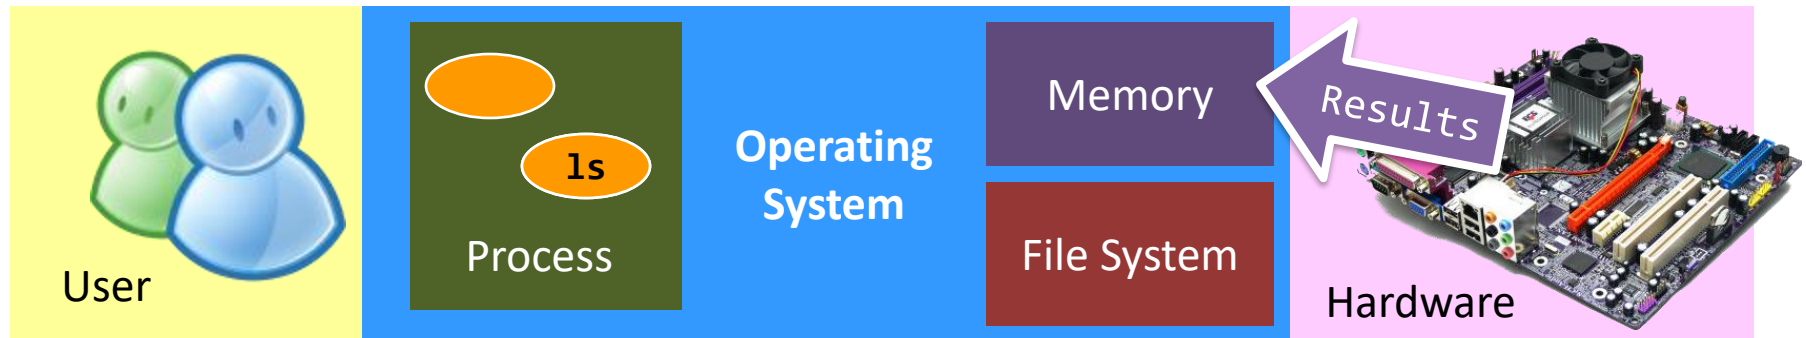 User
ls
Process
Operating
System
Memory
File System
Results
Hardware